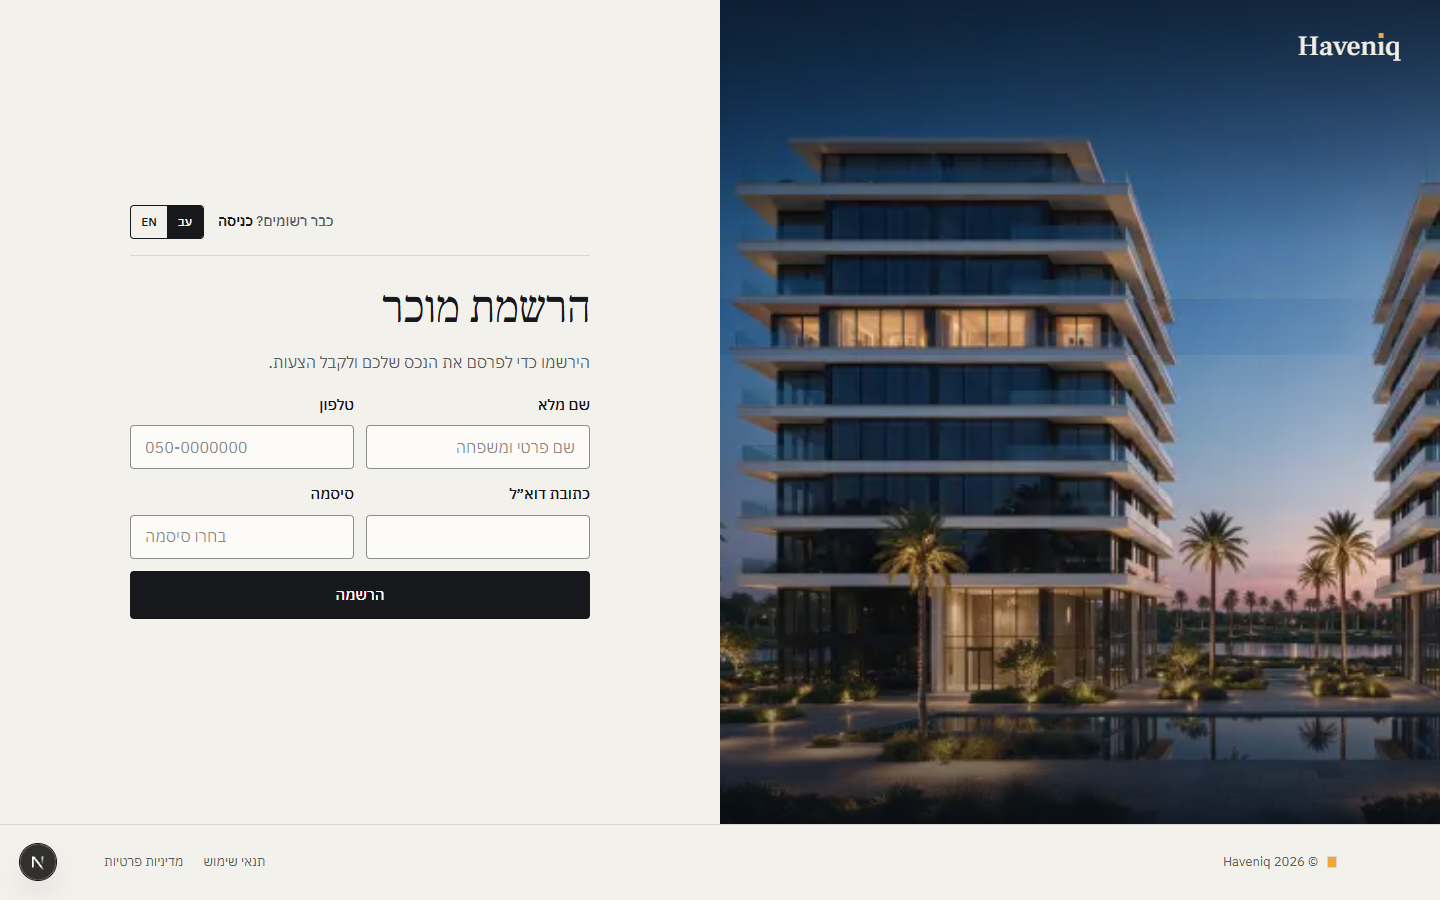 Haveniq
כבר רשומים? כניסה
עב
EN
הרשמת מוכר
הירשמו כדי לפרסם את הנכס שלכם ולקבל הצעות.
שם מלא
טלפון
שם פרטי ומשפחה
050-0000000
כתובת דוא״ל
סיסמה
בחרו סיסמה
הרשמה
Haveniq 2026 ©
תנאי שימוש
מדיניות פרטיות
N